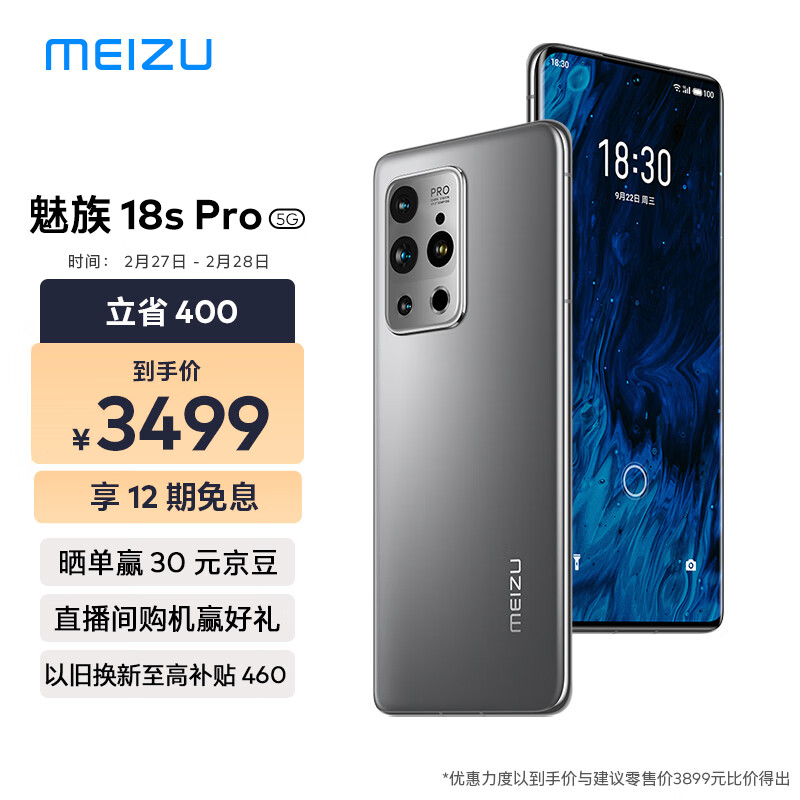 MEIZU
魅族 18s Pro 5G
时间： 2月27日 - 2月28日
立省 400
到手价
¥3499
享 12 期免息
晒单赢 30 元京豆
直播间购机赢好礼
以旧换新至高补贴 460
PRO
MEIZU
18:30
100
18:30
9月22日 周三
*优惠力度以到手价与建议零售价3899元比价得出